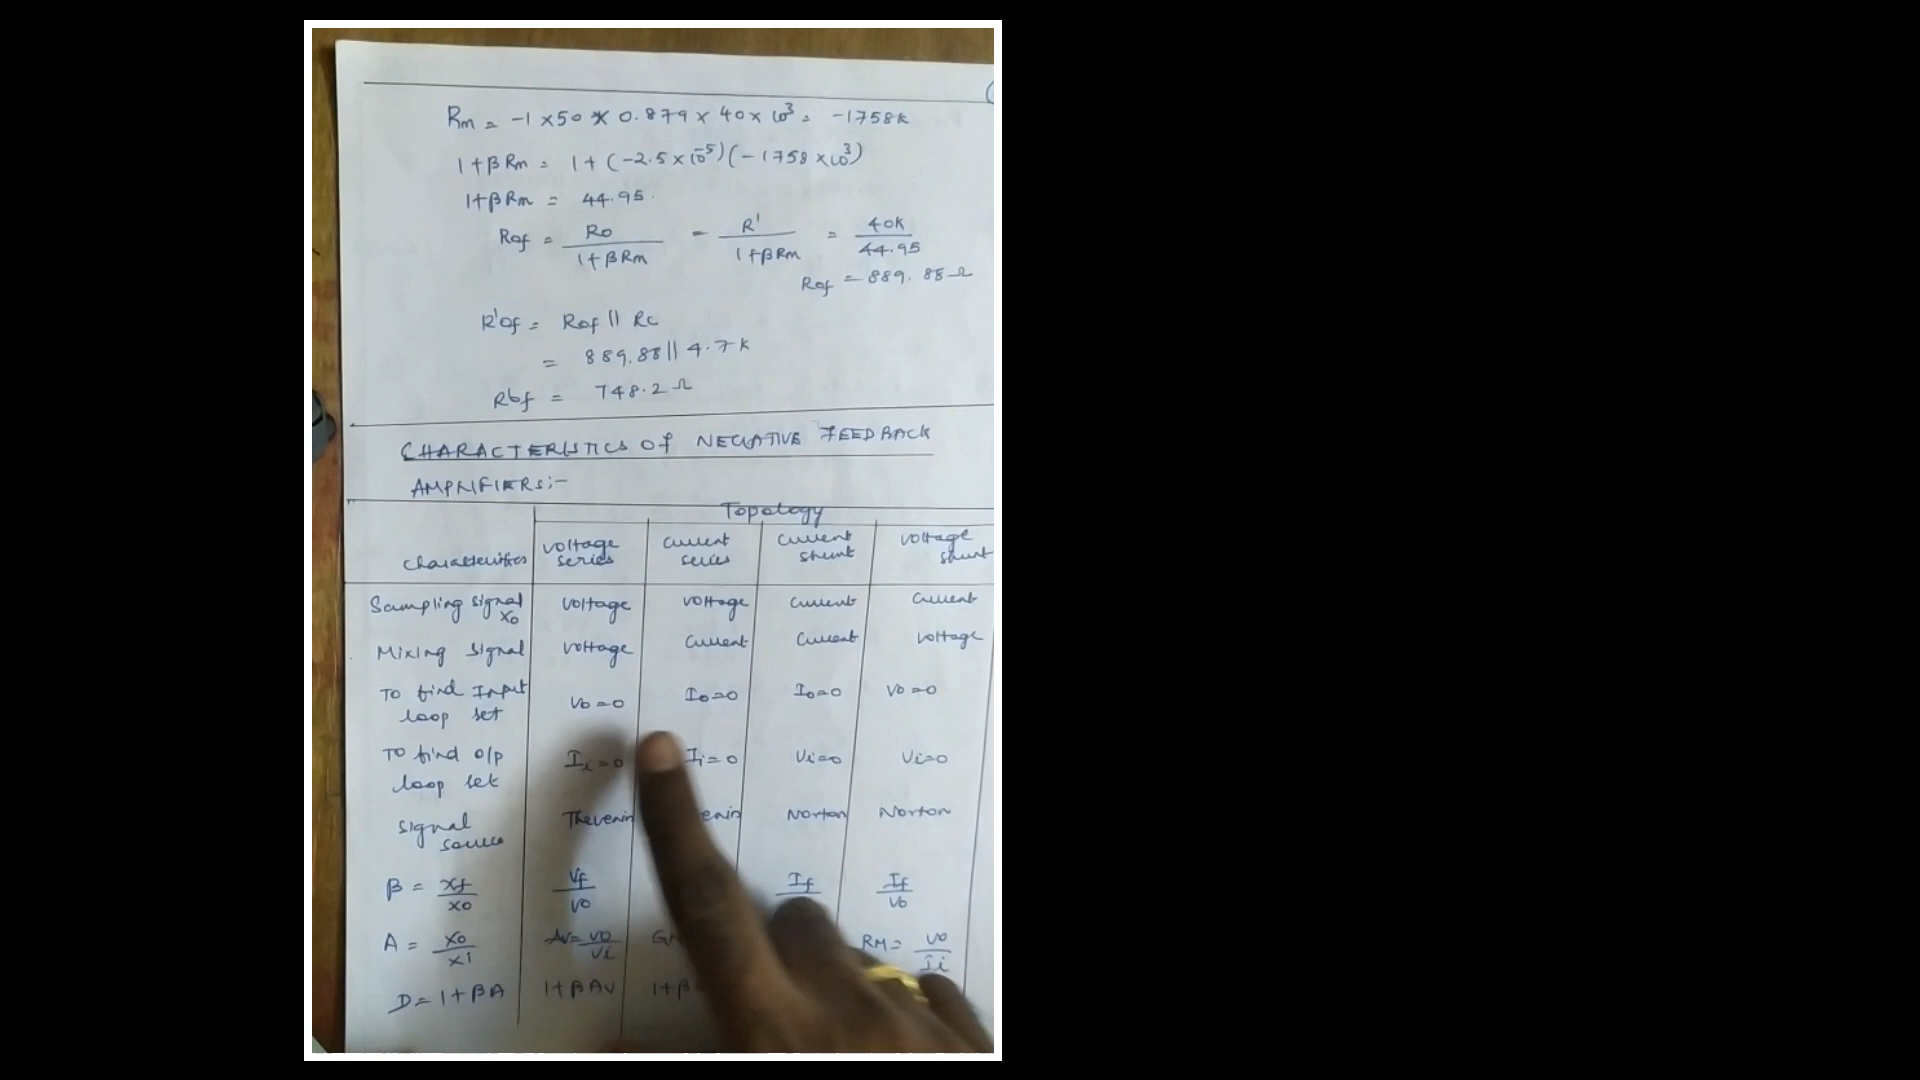 Rm = -1 x 50 x 0.879 x 40 x 10³ = -1758k
1+βRm = 1+ (-2.5 x 10⁻⁵) (-1758 x 10³)
1+βRm = 44.95.
Rof = Ro / 1+βRm = R' / 1+βRm = 40k / 44.95
Rof = 889.88Ω
R'of = Rof || Rc
= 889.88 || 4.7k
R'of = 748.2Ω
CHARACTERISTICS OF NEGATIVE FEEDBACK
AMPLIFIERS:-
Topology
Characteristics voltage series current series current shunt voltage shunt
Sampling signal Xo voltage voltage current current
Mixing signal voltage current current voltage
To find Input loop set Vo=0 Io=0 Io=0 Vo=0
To find o/p loop set Ii=0 Ii=0 Vi=0 Vi=0
signal source Thevenin enin Norton Norton
β = Xf / Xo Vf / Vo If If / Vo
A = Xo / Xi Av = Vo / Vi RM = Vo / Ii
D = 1+βA 1+βAv 1+β